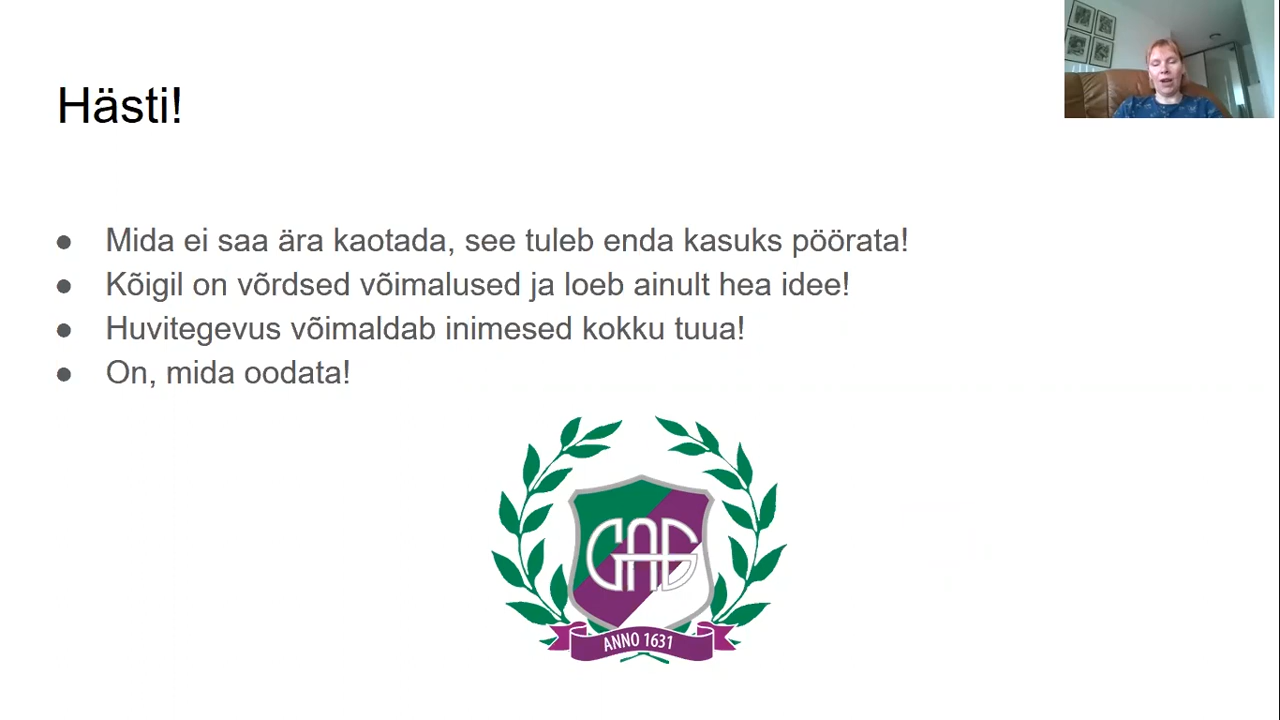 Hästi!
● Mida ei saa ära kaotada, see tuleb enda kasuks pöörata!
● Kõigil on võrdsed võimalused ja loeb ainult hea idee!
● Huvitegevus võimaldab inimesed kokku tuua!
● On, mida oodata!
GAG
ANNO 1631